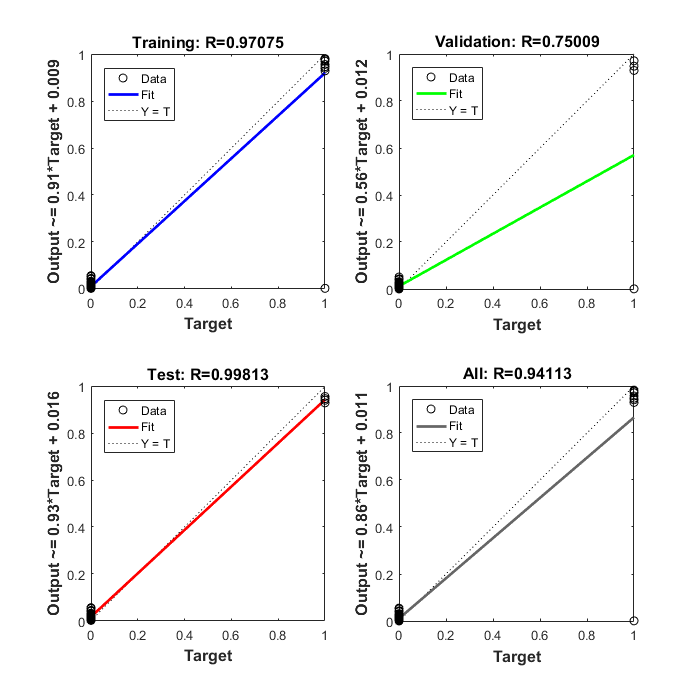 Training: R=0.97075
Output ~= 0.91*Target + 0.009
1
0.8
0.6
0.4
0.2
0
Data
Fit
Y = T
0 0.2 0.4 0.6 0.8 1
Target
Validation: R=0.75009
Output ~= 0.56*Target + 0.012
1
0.8
0.6
0.4
0.2
0
Data
Fit
Y = T
0 0.2 0.4 0.6 0.8 1
Target
Test: R=0.99813
Output ~= 0.93*Target + 0.016
1
0.8
0.6
0.4
0.2
0
Data
Fit
Y = T
0 0.2 0.4 0.6 0.8 1
Target
All: R=0.94113
Output ~= 0.86*Target + 0.011
1
0.8
0.6
0.4
0.2
0
Data
Fit
Y = T
0 0.2 0.4 0.6 0.8 1
Target